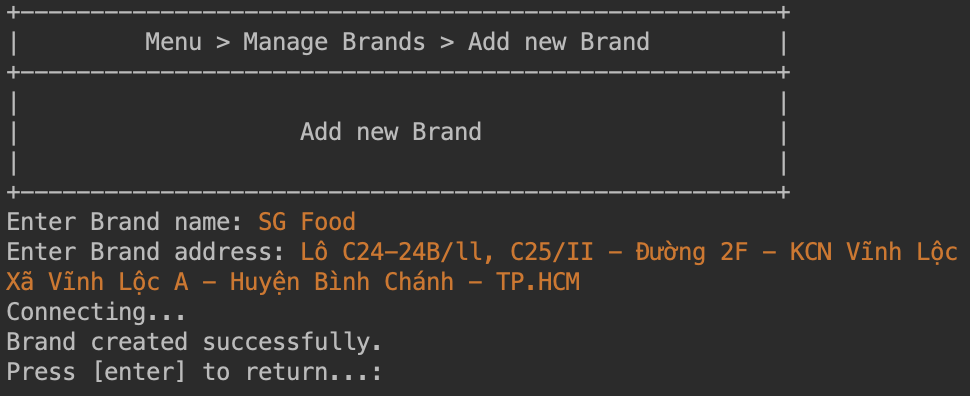 Menu > Manage Brands > Add new Brand
Add new Brand
Enter Brand name: SG Food
Enter Brand address: Lô C24-24B/ll, C25/II - Đường 2F - KCN Vĩnh Lộc
Xã Vĩnh Lộc A - Huyện Bình Chánh - TP.HCM
Connecting...
Brand created successfully.
Press [enter] to return...: